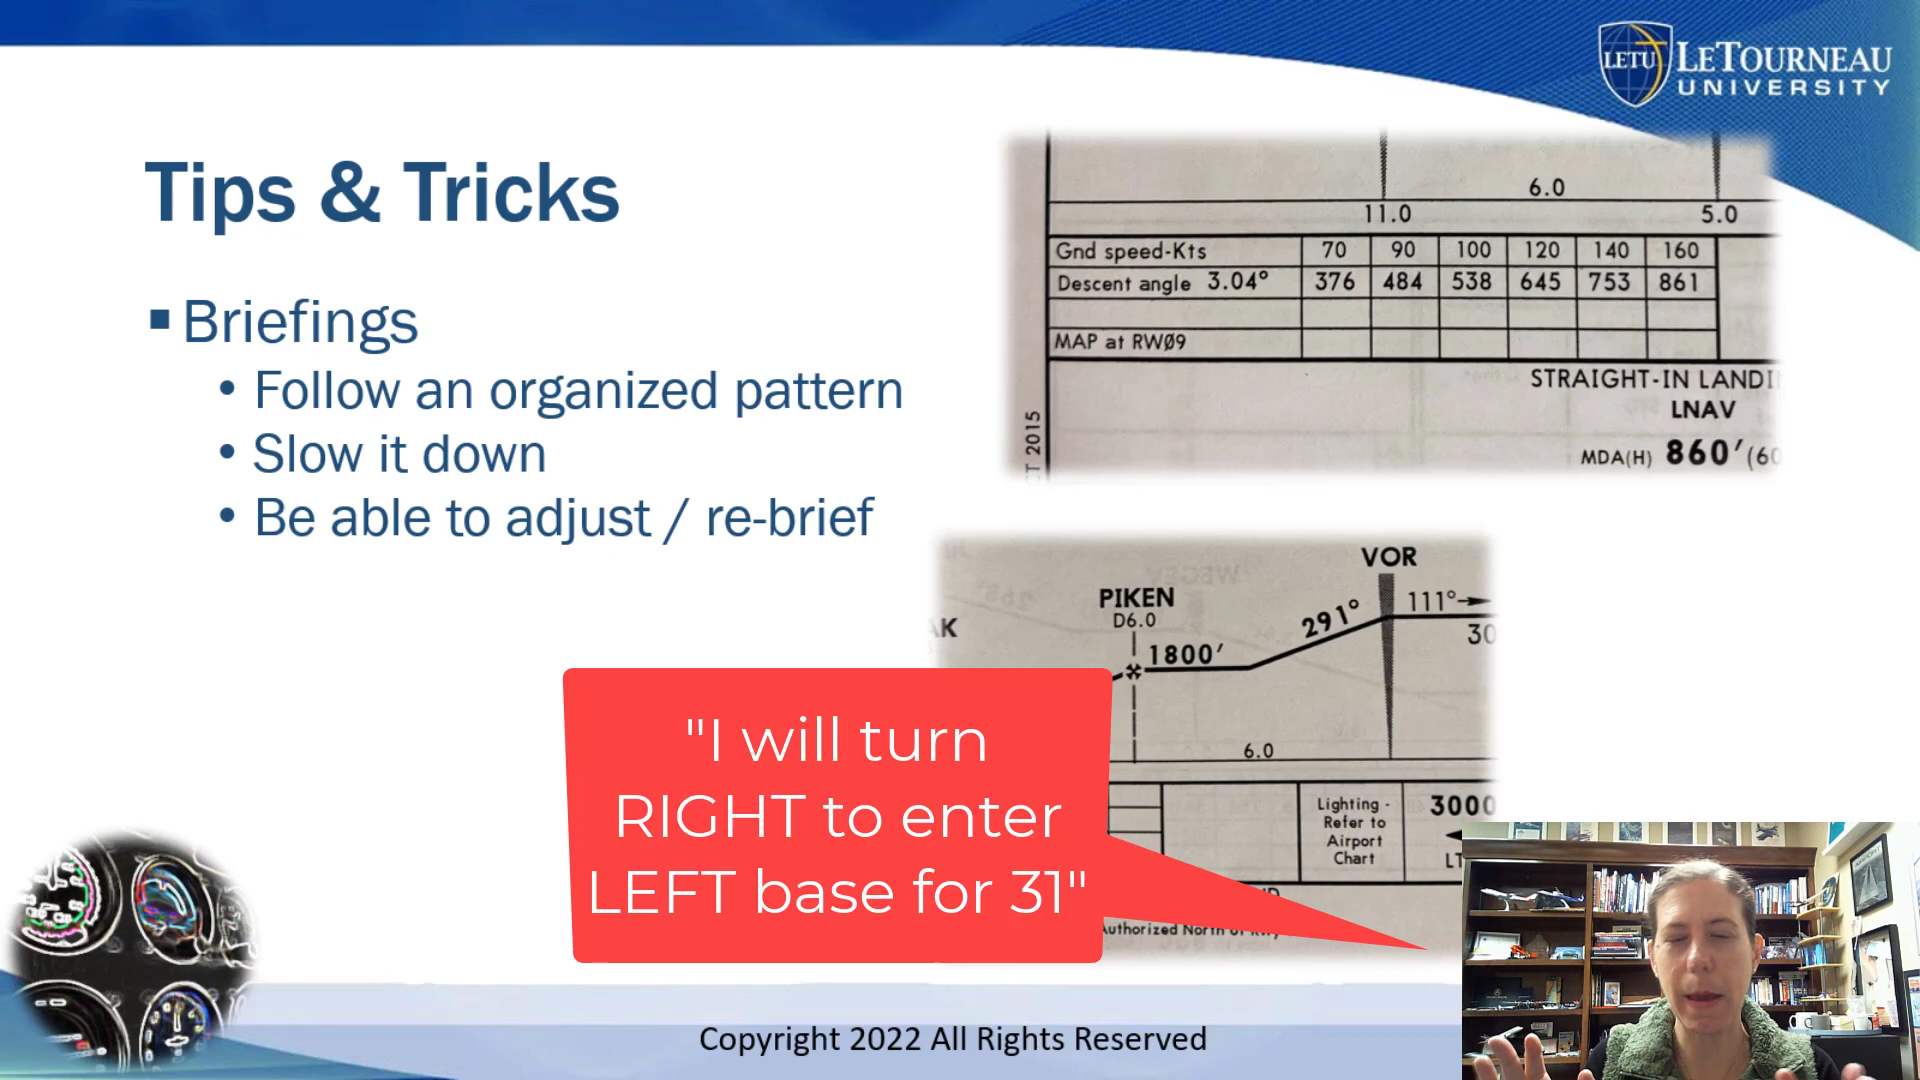 LETU
LETOURNEAU
UNIVERSITY
Tips & Tricks
Briefings
Follow an organized pattern
Slow it down
Be able to adjust / re-brief
6.0
11.0 5.0
Gnd speed-Kts 70 90 100 120 140 160
Descent angle 3.04° 376 484 538 645 753 861
MAP at RWØ9
STRAIGHT-IN LANDI
LNAV
MDA(H) 860′(60
T 2015
VOR
PIKEN
D6.0
111°
291°
30
AK
1800′
6.0
Lighting -
Refer to
Airport
Chart
3000
LT
Authorized North of
"I will turn
RIGHT to enter
LEFT base for 31"
Copyright 2022 All Rights Reserved